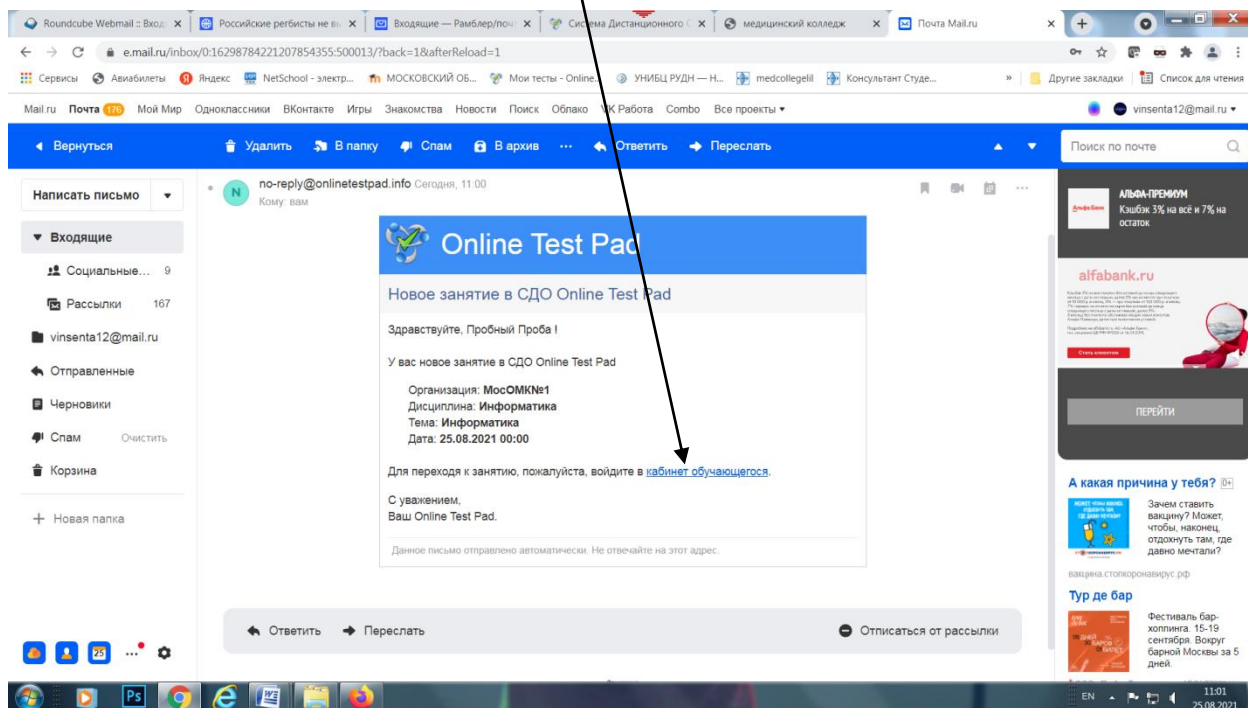 Roundcube Webmail :: Вход
Российские регбисты не в
Входящие — Рамблер/поч
Система Дистанционного С
медицинский колледж
Почта Mail.ru
e.mail.ru/inbox/0:16298784221207854355:500013/?back=1&afterReload=1
Сервисы
Авиабилеты
Яндекс
NetSchool - электр...
МОСКОВСКИЙ ОБ...
Мои тесты - Online...
УНИБЦ РУДН — Н...
medcollegelil
Консультант Студе...
»
Другие закладки
Список для чтения
Mail.ru Почта 176 Мой Мир Одноклассники ВКонтакте Игры Знакомства Новости Поиск Облако VK Работа Combo Все проекты
vinsenta12@mail.ru
Вернуться
Удалить В папку Спам В архив ... Ответить Переслать
Поиск по почте
Написать письмо
Входящие
Социальные... 9
Рассылки 167
vinsenta12@mail.ru
Отправленные
Черновики
Спам Очистить
Корзина
+ Новая папка
25
N
no-reply@onlinetestpad.info Сегодня, 11:00
Кому: вам
Online Test Pad
Новое занятие в СДО Online Test Pad
Здравствуйте, Пробный Проба !
У вас новое занятие в СДО Online Test Pad
Организация: МосОМК№1
Дисциплина: Информатика
Тема: Информатика
Дата: 25.08.2021 00:00
Для переходя к занятию, пожалуйста, войдите в кабинет обучающегося.
С уважением,
Ваш Online Test Pad.
Данное письмо отправлено автоматически. Не отвечайте на этот адрес.
Ответить Переслать
Отписаться от рассылки
Альфа Банк
АЛЬФА-ПРЕМИУМ
Кэшбэк 3% на всё и 7% на
остаток
alfabank.ru
Стать клиентом
ПЕРЕЙТИ
А какая причина у тебя? 0+
Зачем ставить
вакцину? Может,
чтобы, наконец,
отдохнуть там, где
давно мечтали?
вакцина.стопкоронавирус.рф
Тур де бар
Фестиваль бар-
хоппинга. 15-19
сентября. Вокруг
барной Москвы за 5
дней.
Ps
W
EN
11:01
25.08.2021